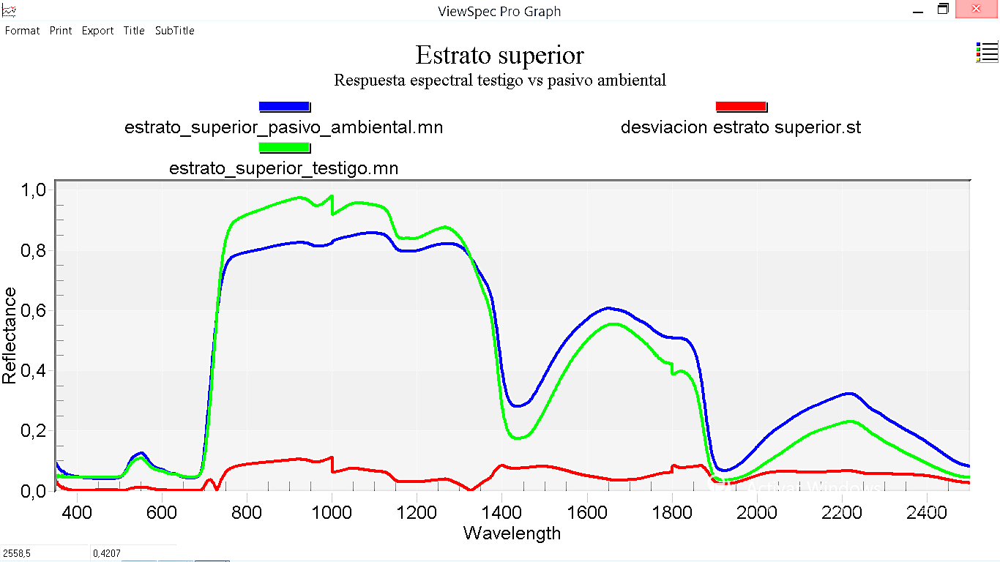 ViewSpec Pro Graph
Format Print Export Title SubTitle
Estrato superior
Respuesta espectral testigo vs pasivo ambiental
estrato_superior_pasivo_ambiental.mn
desviacion estrato superior.st
estrato_superior_testigo.mn
1,0
0,8
0,6
0,4
0,2
0,0
Reflectance
400 600 800 1000 1200 1400 1600 1800 2000 2200 2400
Wavelength
Activar Windows
2558,5 0,4207